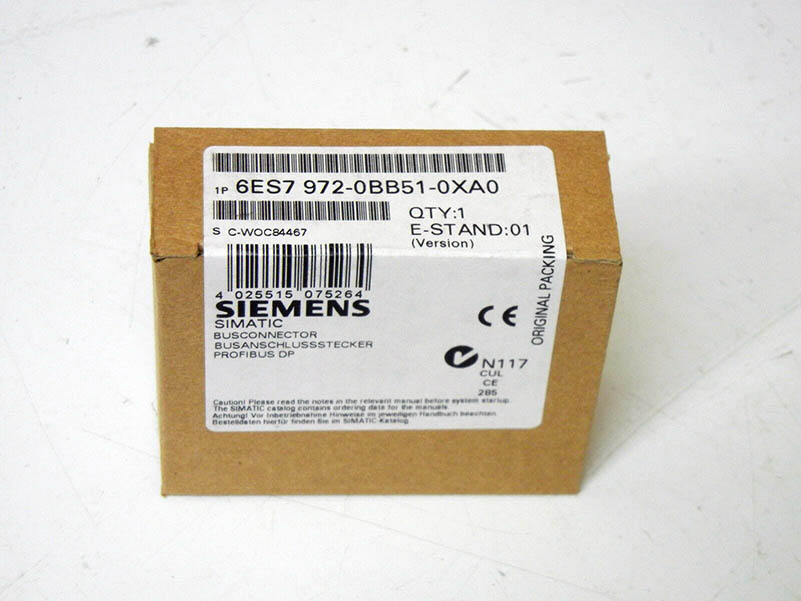 1P 6ES7 972-0BB51-0XA0
QTY:1
S C-WOC84467
E-STAND:01
(Version)
4 025515 075264
SIEMENS
SIMATIC
BUSCONNECTOR
BUSANSCHLUSSSTECKER
PROFIBUS DP
CE
ORIGINAL PACKING
N117
CUL
CE
285
Caution! Please read the notes in the relevant manual before system startup.
The SIMATIC catalog contains ordering data for the manuals.
Achtung! Vor Inbetriebnahme Hinweise im jeweiligen Handbuch beachten.
Bestelldaten hierfür finden Sie im SIMATIC-Katalog.